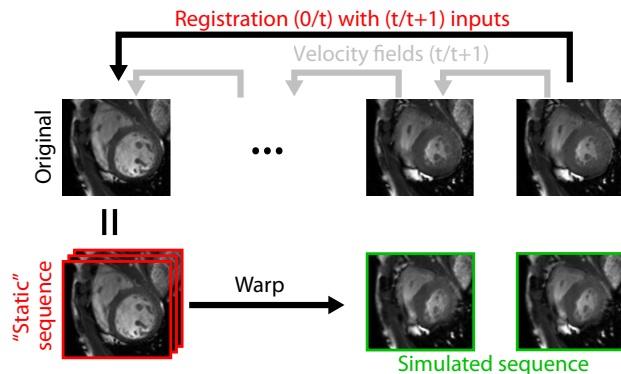 Registration (0/t) with (t/t+1) inputs
Velocity fields (t/t+1)
Original
...
"Static"
sequence
Warp
Simulated sequence